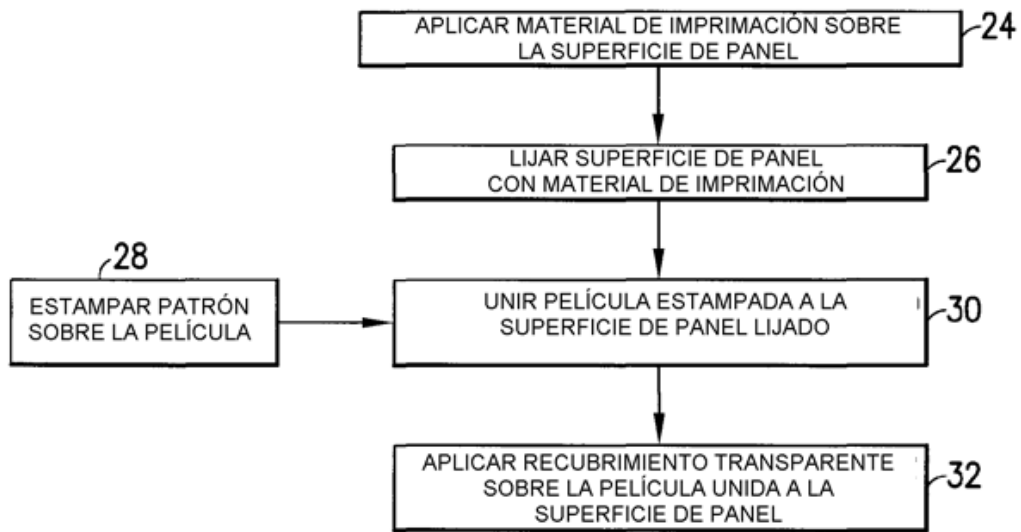 APLICAR MATERIAL DE IMPRIMACIÓN SOBRE
LA SUPERFICIE DE PANEL
24
LIJAR SUPERFICIE DE PANEL
CON MATERIAL DE IMPRIMACIÓN
26
28
ESTAMPAR PATRÓN
SOBRE LA PELÍCULA
UNIR PELÍCULA ESTAMPADA A LA
SUPERFICIE DE PANEL LIJADO
30
APLICAR RECUBRIMIENTO TRANSPARENTE
SOBRE LA PELÍCULA UNIDA A LA
SUPERFICIE DE PANEL
32